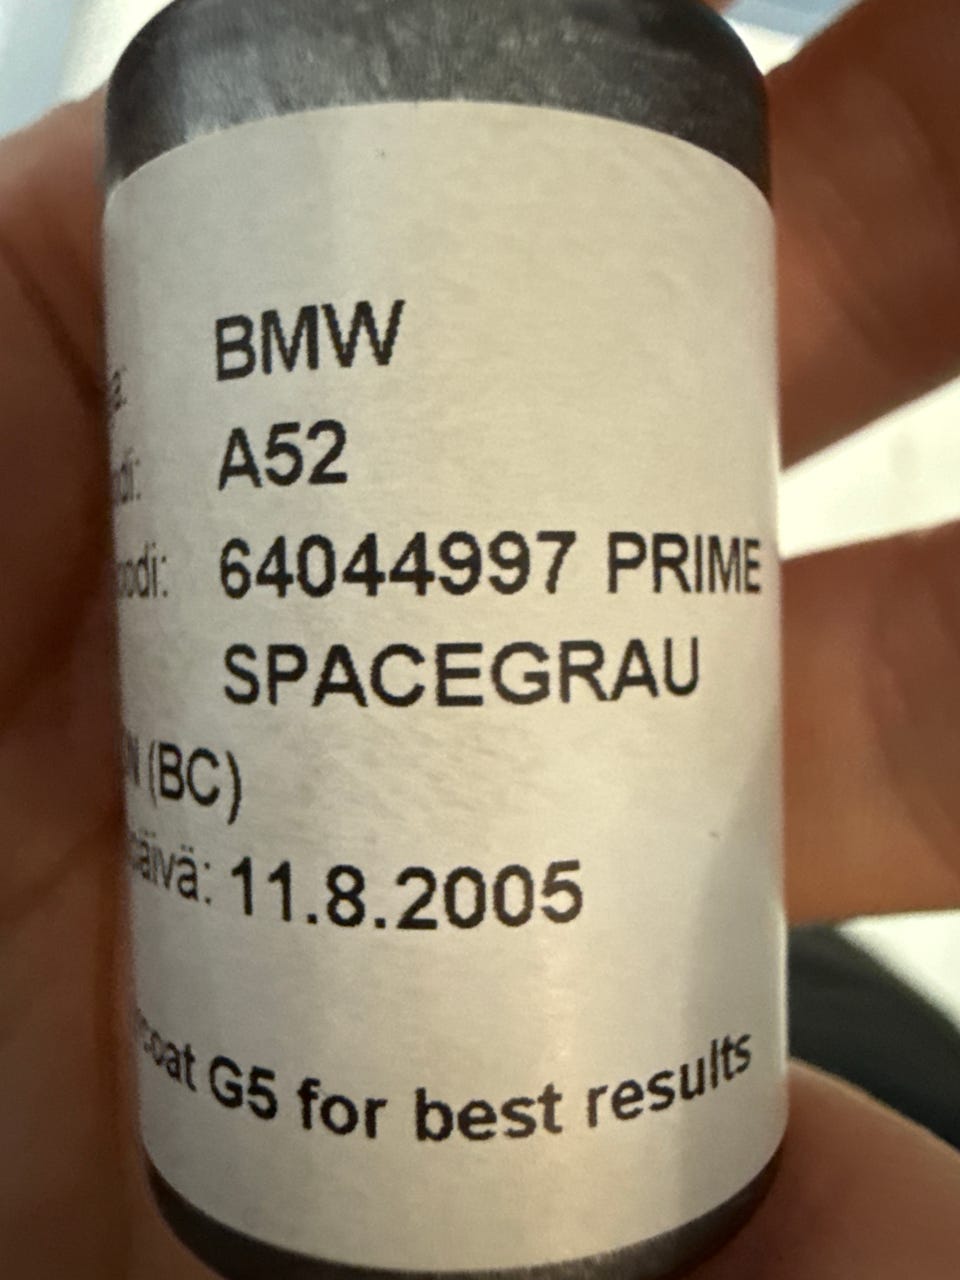 BMW
A52
64044997 PRIME
SPACEGRAU
(BC)
11.8.2005
G5 for best results